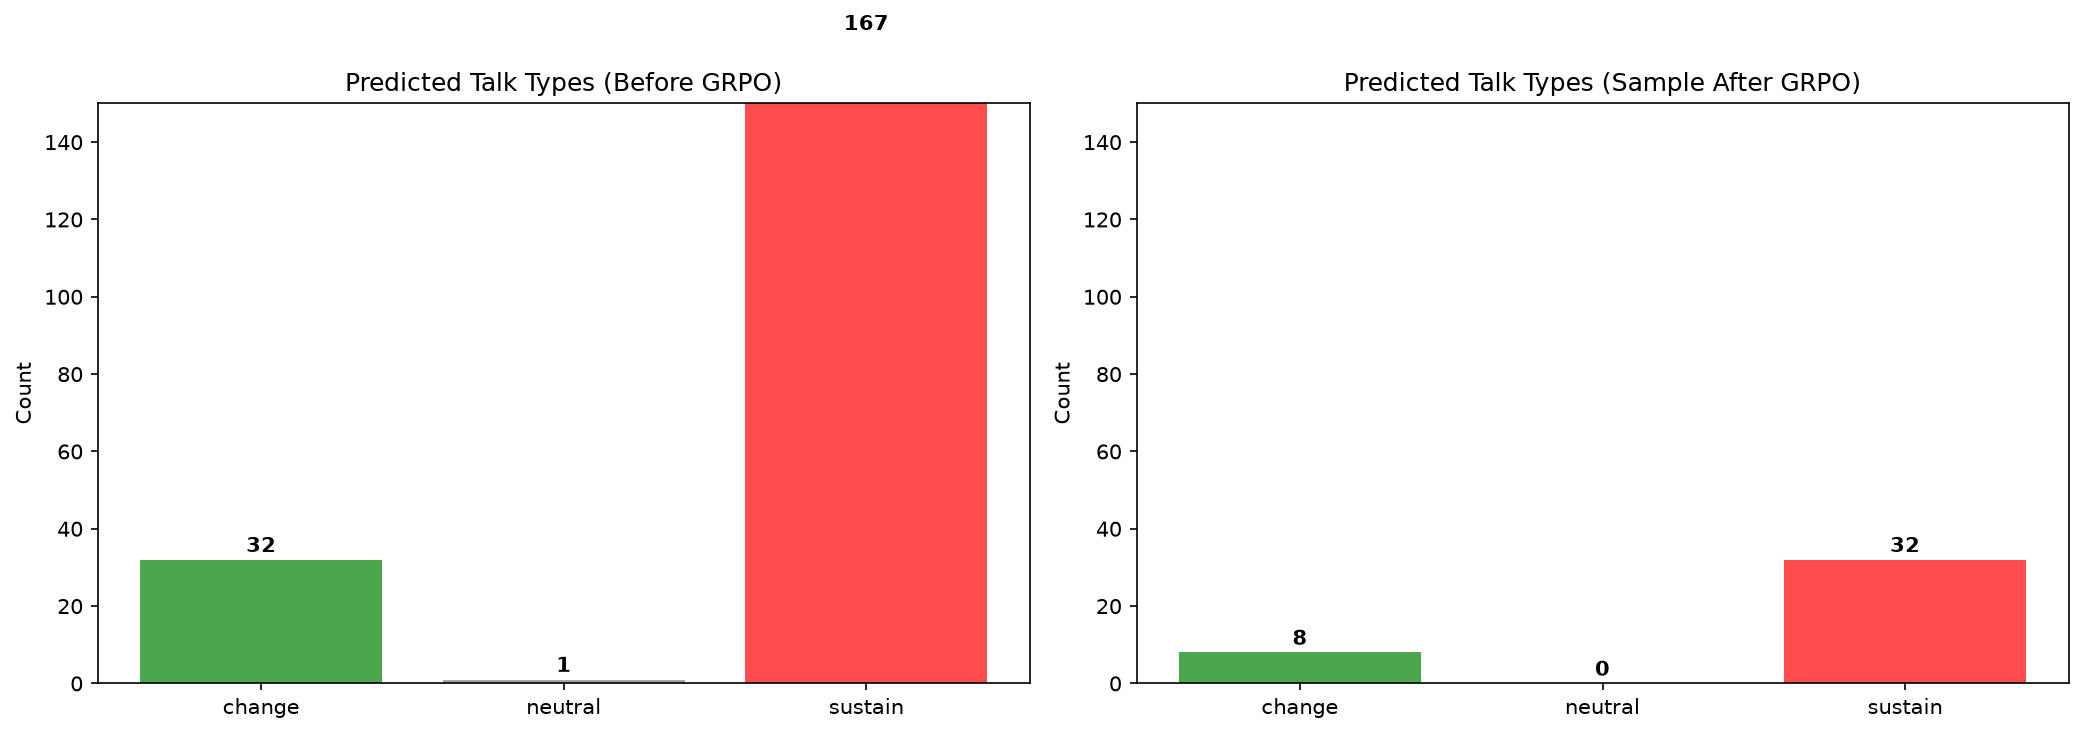 167
Predicted Talk Types (Before GRPO)
Count
140
120
100
80
60
40
20
0
32
1
change
neutral
sustain
Predicted Talk Types (Sample After GRPO)
Count
140
120
100
80
60
40
20
0
8
0
32
change
neutral
sustain